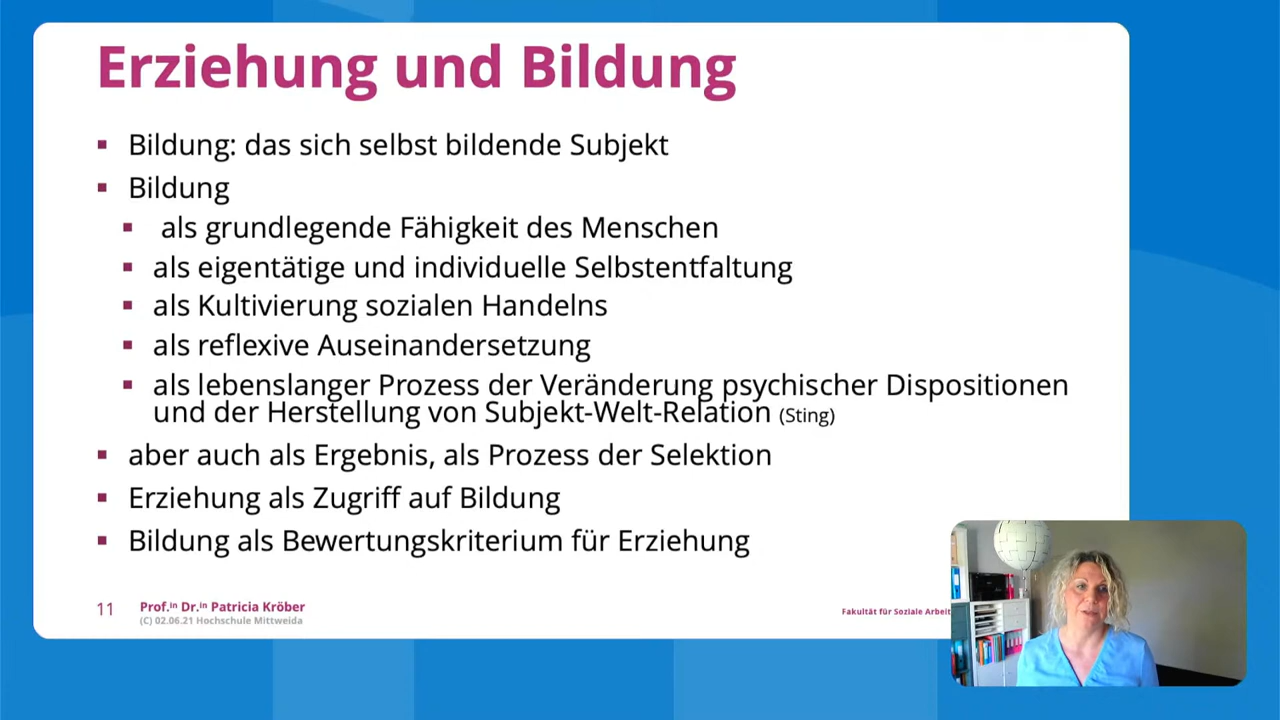 Erziehung und Bildung
▪ Bildung: das sich selbst bildende Subjekt
▪ Bildung
▪ als grundlegende Fähigkeit des Menschen
▪ als eigentätige und individuelle Selbstentfaltung
▪ als Kultivierung sozialen Handelns
▪ als reflexive Auseinandersetzung
▪ als lebenslanger Prozess der Veränderung psychischer Dispositionen
und der Herstellung von Subjekt-Welt-Relation (Sting)
▪ aber auch als Ergebnis, als Prozess der Selektion
▪ Erziehung als Zugriff auf Bildung
▪ Bildung als Bewertungskriterium für Erziehung
11 Prof.ⁱⁿ Dr.ⁱⁿ Patricia Kröber
(C) 02.06.21 Hochschule Mittweida
Fakultät für Soziale Arbeit